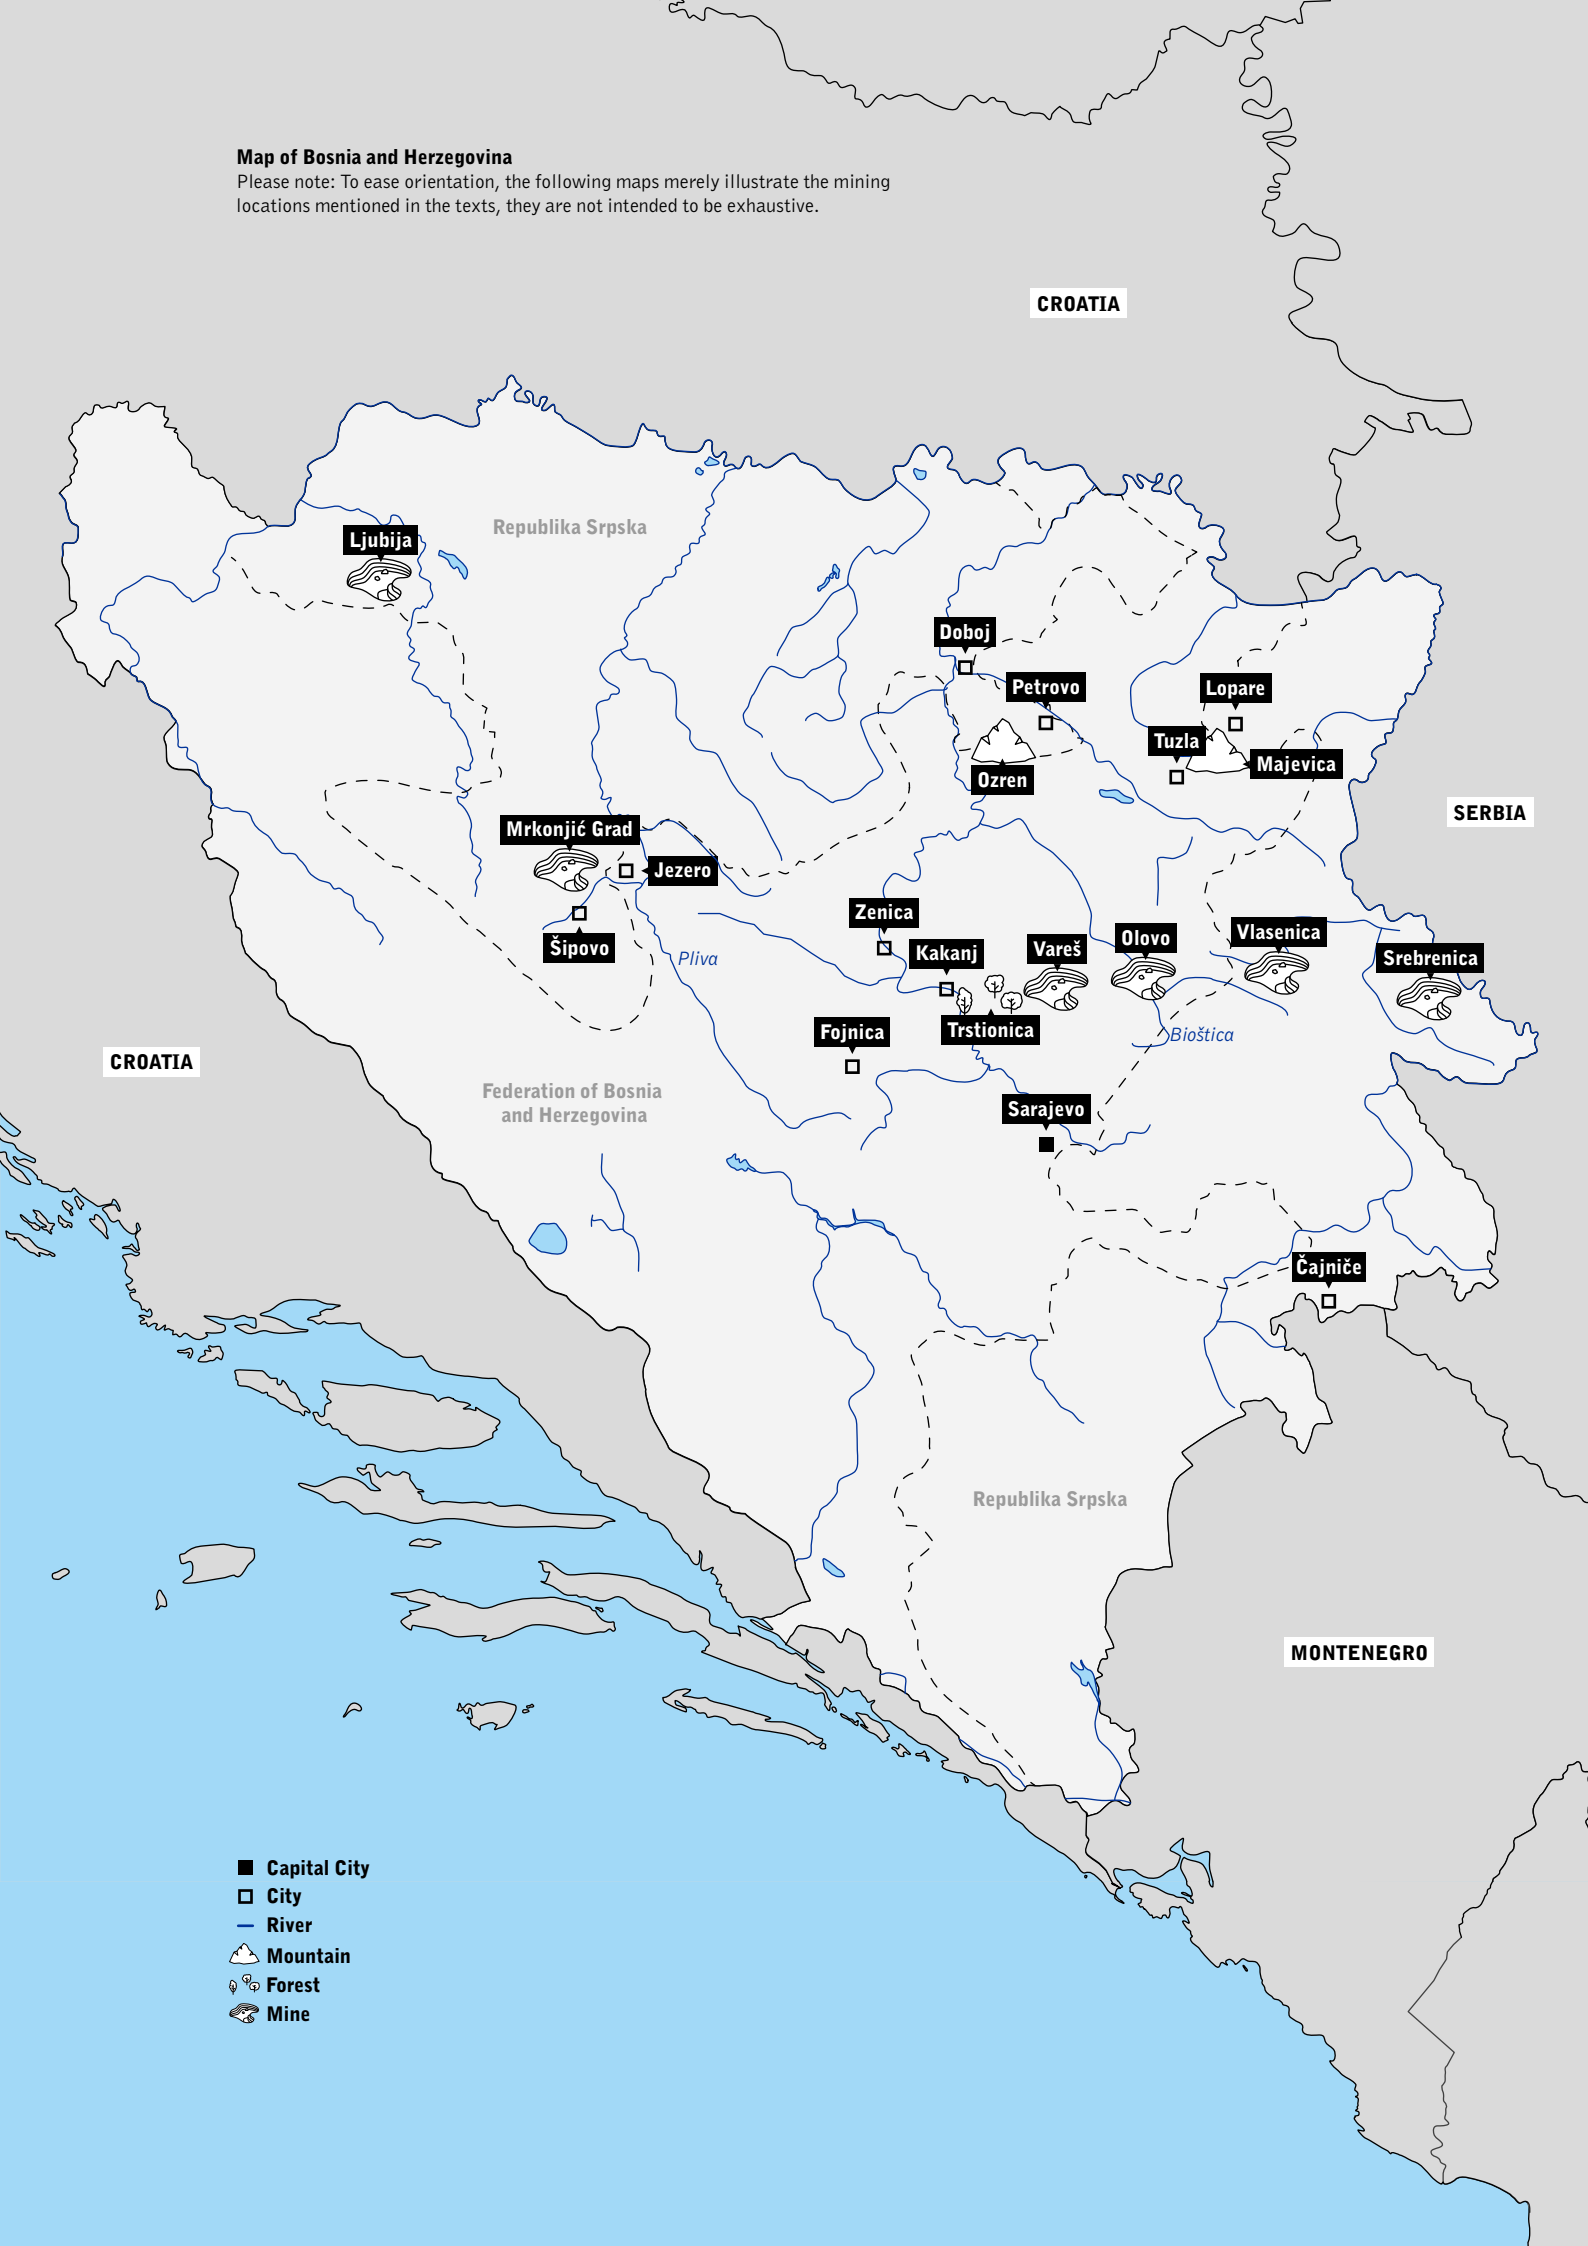 Map of Bosnia and Herzegovina
Please note: To ease orientation, the following maps merely illustrate the mining
locations mentioned in the texts, they are not intended to be exhaustive.
CROATIA
Republika Srpska
Ljubija
Doboj
Petrovo
Lopare
Tuzla
Majevica
Ozren
SERBIA
Mrkonjić Grad
Jezero
Zenica
Šipovo
Pliva
Kakanj
Vareš
Olovo
Vlasenica
Srebrenica
Trstionica
Fojnica
Bioštica
CROATIA
Federation of Bosnia
and Herzegovina
Sarajevo
Čajniče
Republika Srpska
MONTENEGRO
Capital City
City
River
Mountain
Forest
Mine